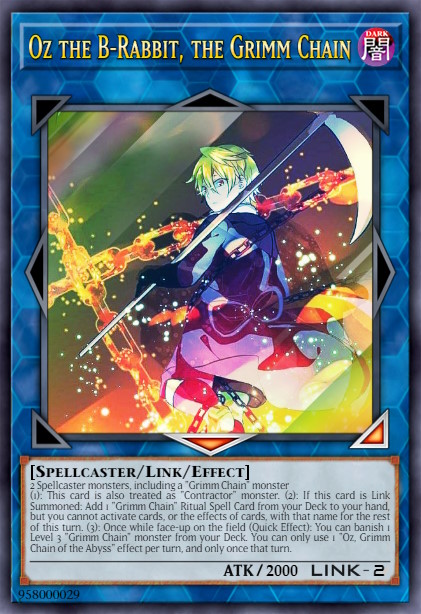 Oz the B-Rabbit, the Grimm Chain
DARK
闇
[Spellcaster/Link/Effect]
2 Spellcaster monsters, including a "Grimm Chain" monster
(1): This card is also treated as "Contractor" monster. (2): If this card is Link
Summoned: Add 1 "Grimm Chain" Ritual Spell Card from your Deck to your hand,
but you cannot activate cards, or the effects of cards, with that name for the rest
of this turn. (3): Once while face-up on the field (Quick Effect): You can banish 1
Level 3 "Grimm Chain" monster from your Deck. You can only use 1 "Oz, Grimm
Chain of the Abyss" effect per turn, and only once that turn.
ATK / 2000 LINK-2
958000029